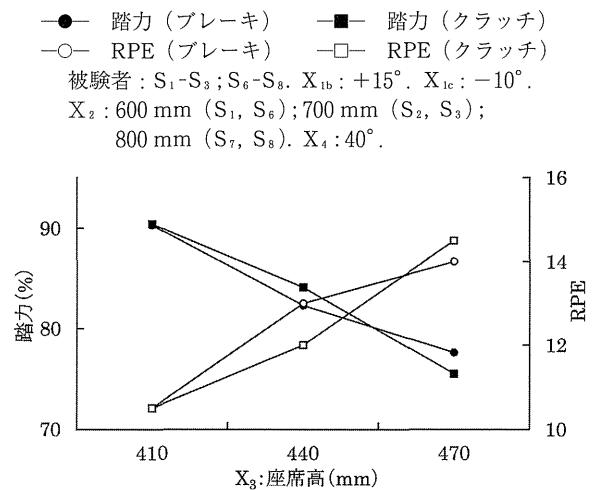 踏力（ブレーキ） 踏力（クラッチ）
RPE（ブレーキ） RPE（クラッチ）
被験者：S₁-S₃；S₆-S₈. X₁b：+15°. X₁c：−10°.
X₂：600 mm（S₁, S₆）；700 mm（S₂, S₃）；
800 mm（S₇, S₈）. X₄：40°.
踏力(%)
90
80
70
16
14
12
10
RPE
410 440 470
X₃:座席高(mm)